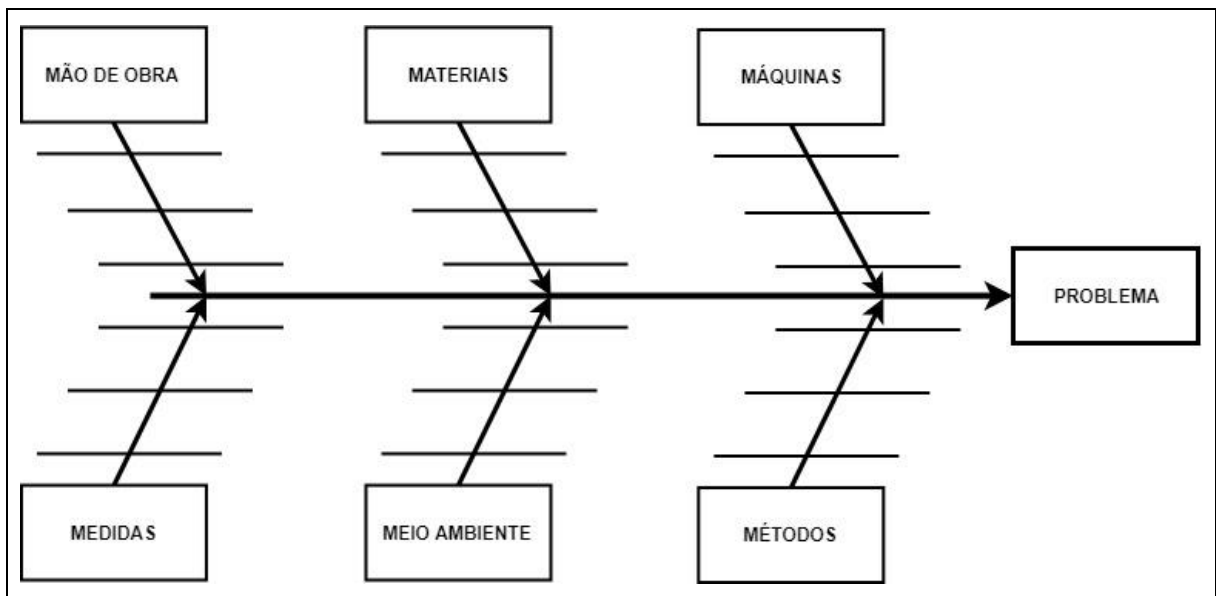 MÃO DE OBRA
MATERIAIS
MÁQUINAS
PROBLEMA
MEDIDAS
MEIO AMBIENTE
MÉTODOS